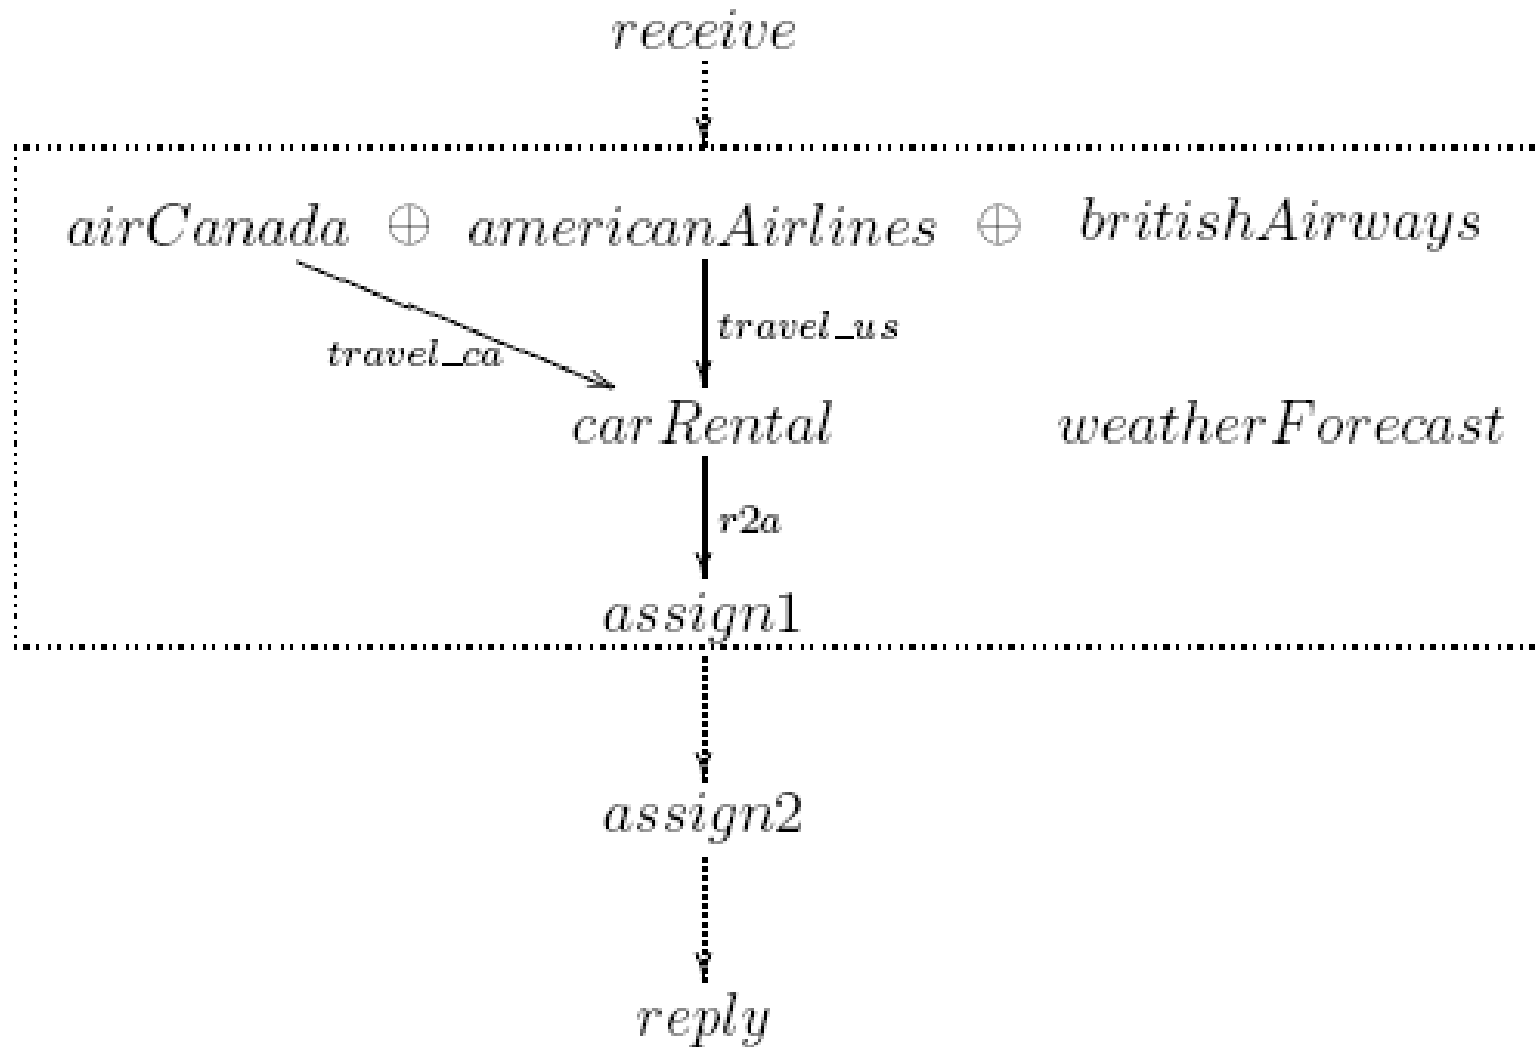 receive
airCanada ⊕ americanAirlines ⊕ britishAirways
travel_us
travel_ca
carRental weatherForecast
r2a
assign1
assign2
reply